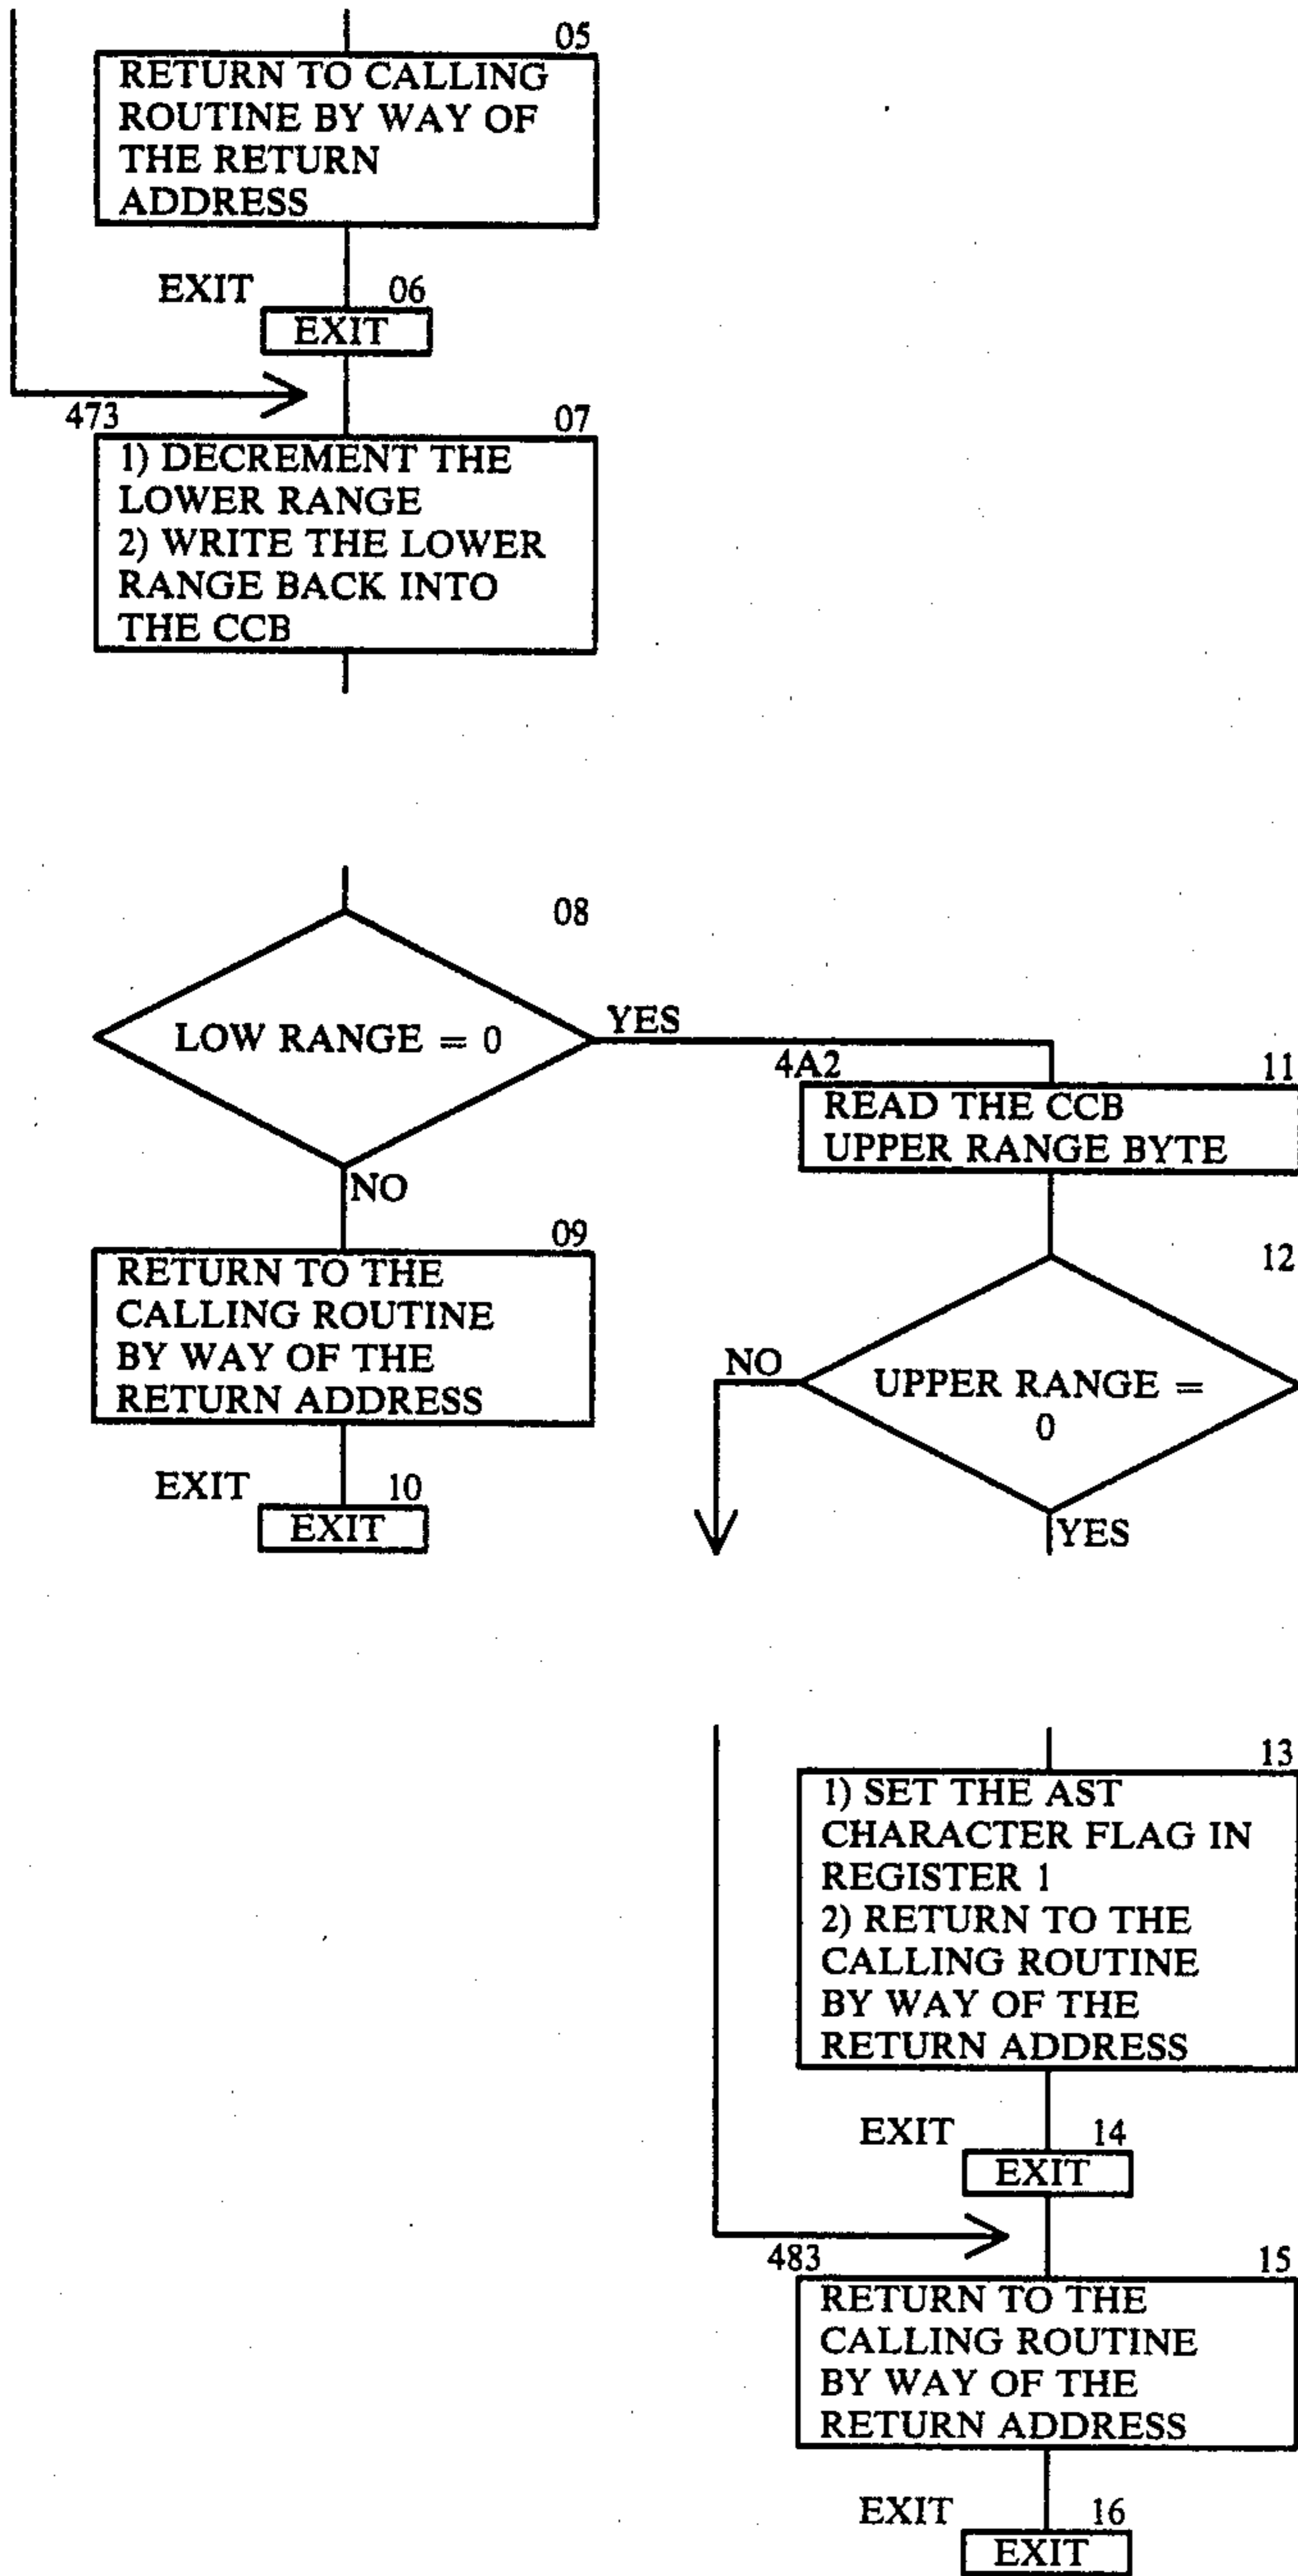 05
RETURN TO CALLING
ROUTINE BY WAY OF
THE RETURN
ADDRESS
EXIT 06
EXIT
473 07
1) DECREMENT THE
LOWER RANGE
2) WRITE THE LOWER
RANGE BACK INTO
THE CCB
08
LOW RANGE = 0
YES
NO
09
RETURN TO THE
CALLING ROUTINE
BY WAY OF THE
RETURN ADDRESS
EXIT 10
EXIT
4A2 11
READ THE CCB
UPPER RANGE BYTE
12
NO
UPPER RANGE =
0
YES
13
1) SET THE AST
CHARACTER FLAG IN
REGISTER 1
2) RETURN TO THE
CALLING ROUTINE
BY WAY OF THE
RETURN ADDRESS
EXIT 14
EXIT
483 15
RETURN TO THE
CALLING ROUTINE
BY WAY OF THE
RETURN ADDRESS
EXIT 16
EXIT